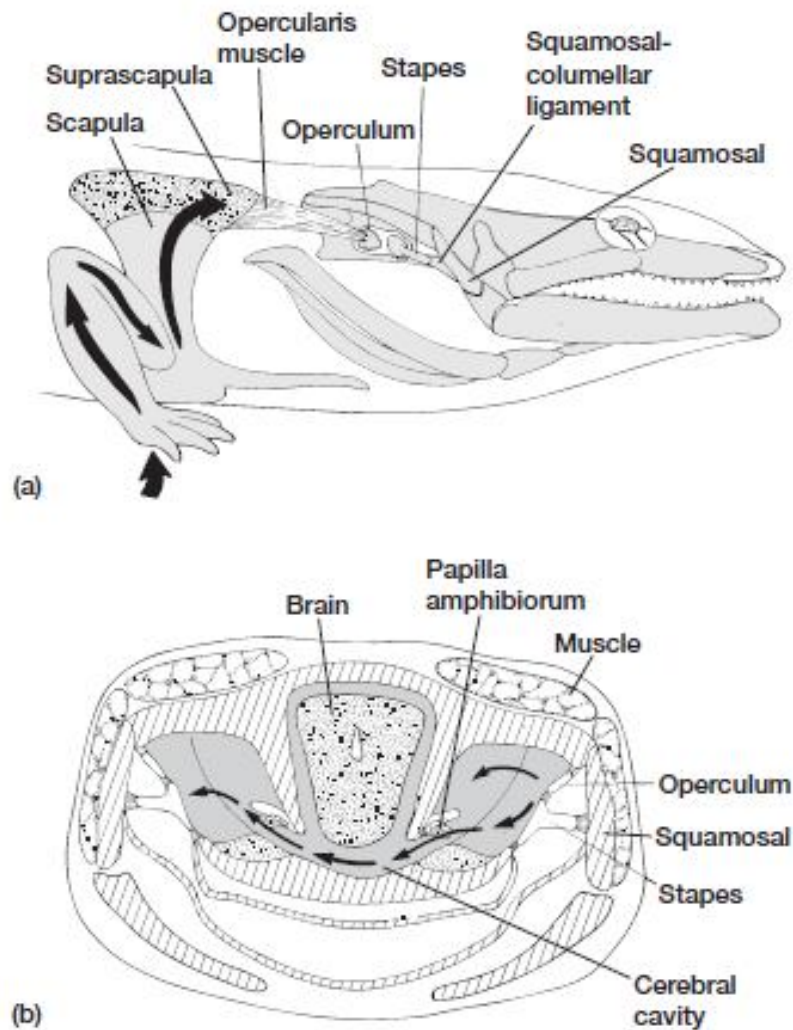 Opercularis
muscle
Suprascapula
Scapula
Stapes
Operculum
Squamosal-
columellar
ligament
Squamosal
(a)
Brain
Papilla
amphibiorum
Muscle
Operculum
Squamosal
Stapes
Cerebral
cavity
(b)